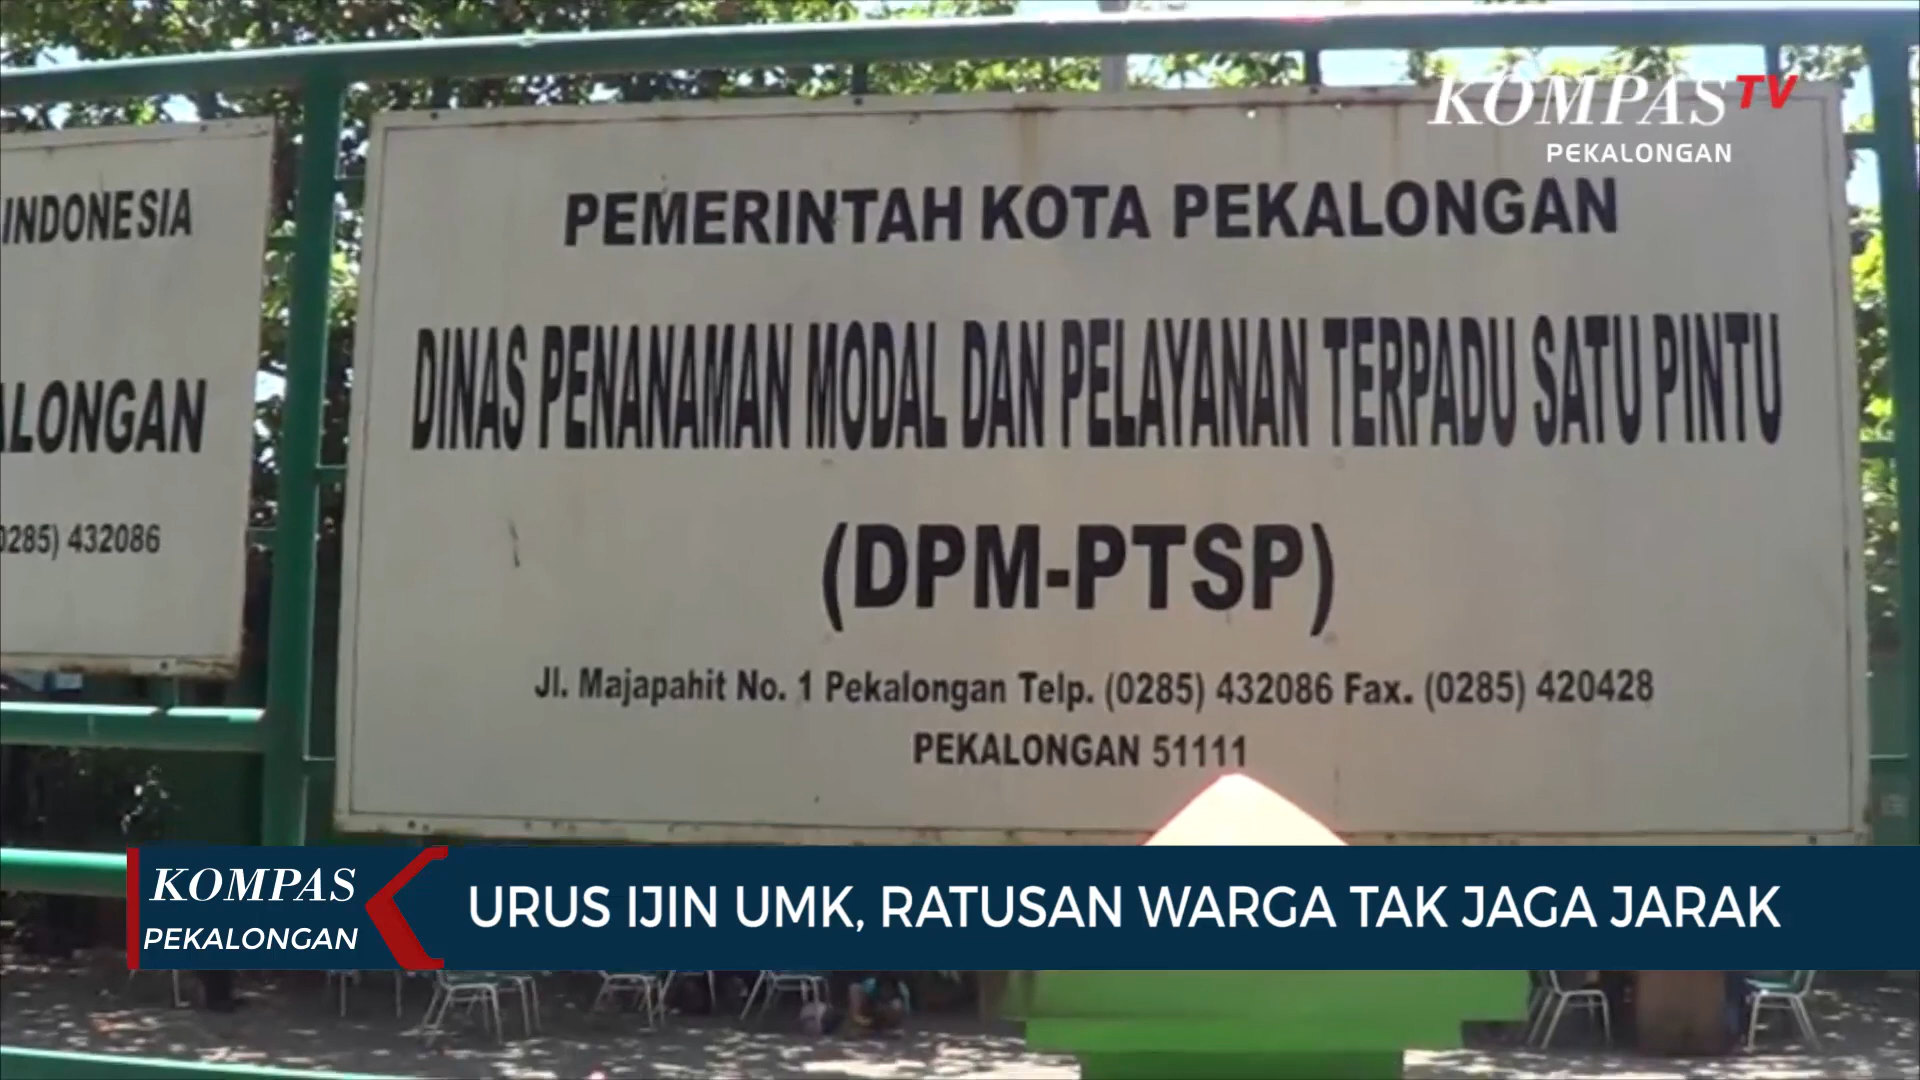 KOMPAS TV
PEKALONGAN
INDONESIA
ALONGAN
0285) 432086
PEMERINTAH KOTA PEKALONGAN
DINAS PENANAMAN MODAL DAN PELAYANAN TERPADU SATU PINTU
(DPM-PTSP)
Jl. Majapahit No. 1 Pekalongan Telp. (0285) 432086 Fax. (0285) 420428
PEKALONGAN 51111
KOMPAS
PEKALONGAN
URUS IJIN UMK, RATUSAN WARGA TAK JAGA JARAK